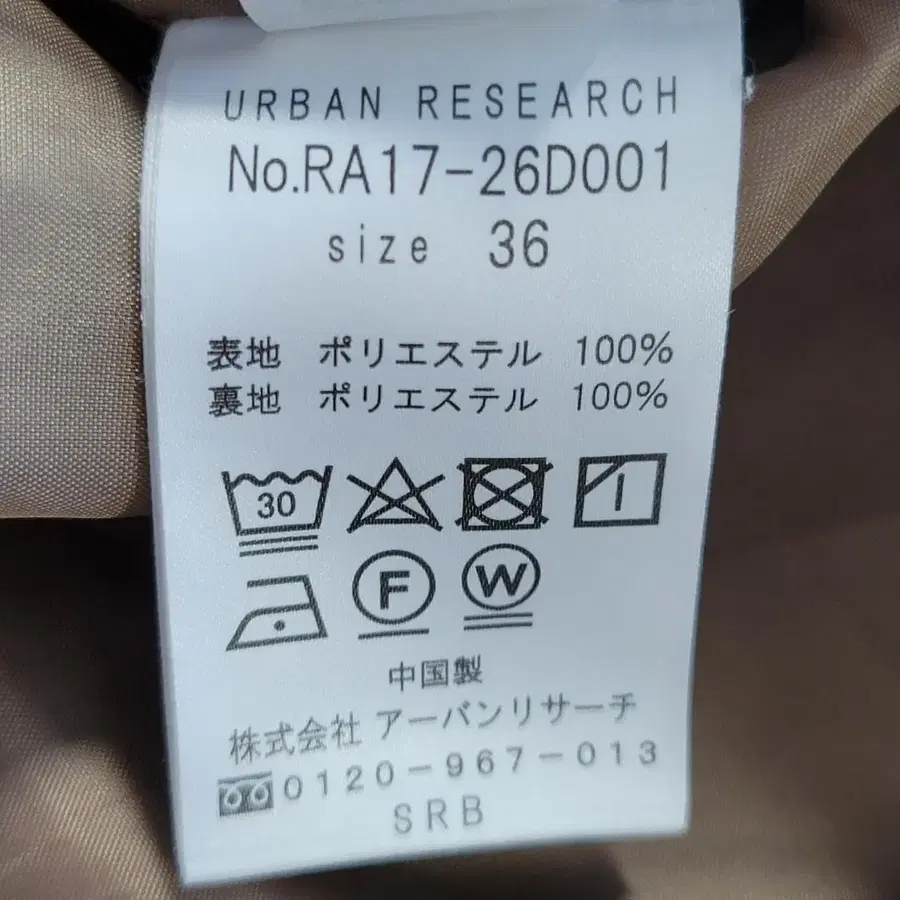 URBAN RESEARCH
No.RA17-26D001
size 36
表地 ポリエステル 100%
裏地 ポリエステル 100%
30
F W
中国製
株式会社 アーバンリサーチ
0120-967-013
SRB